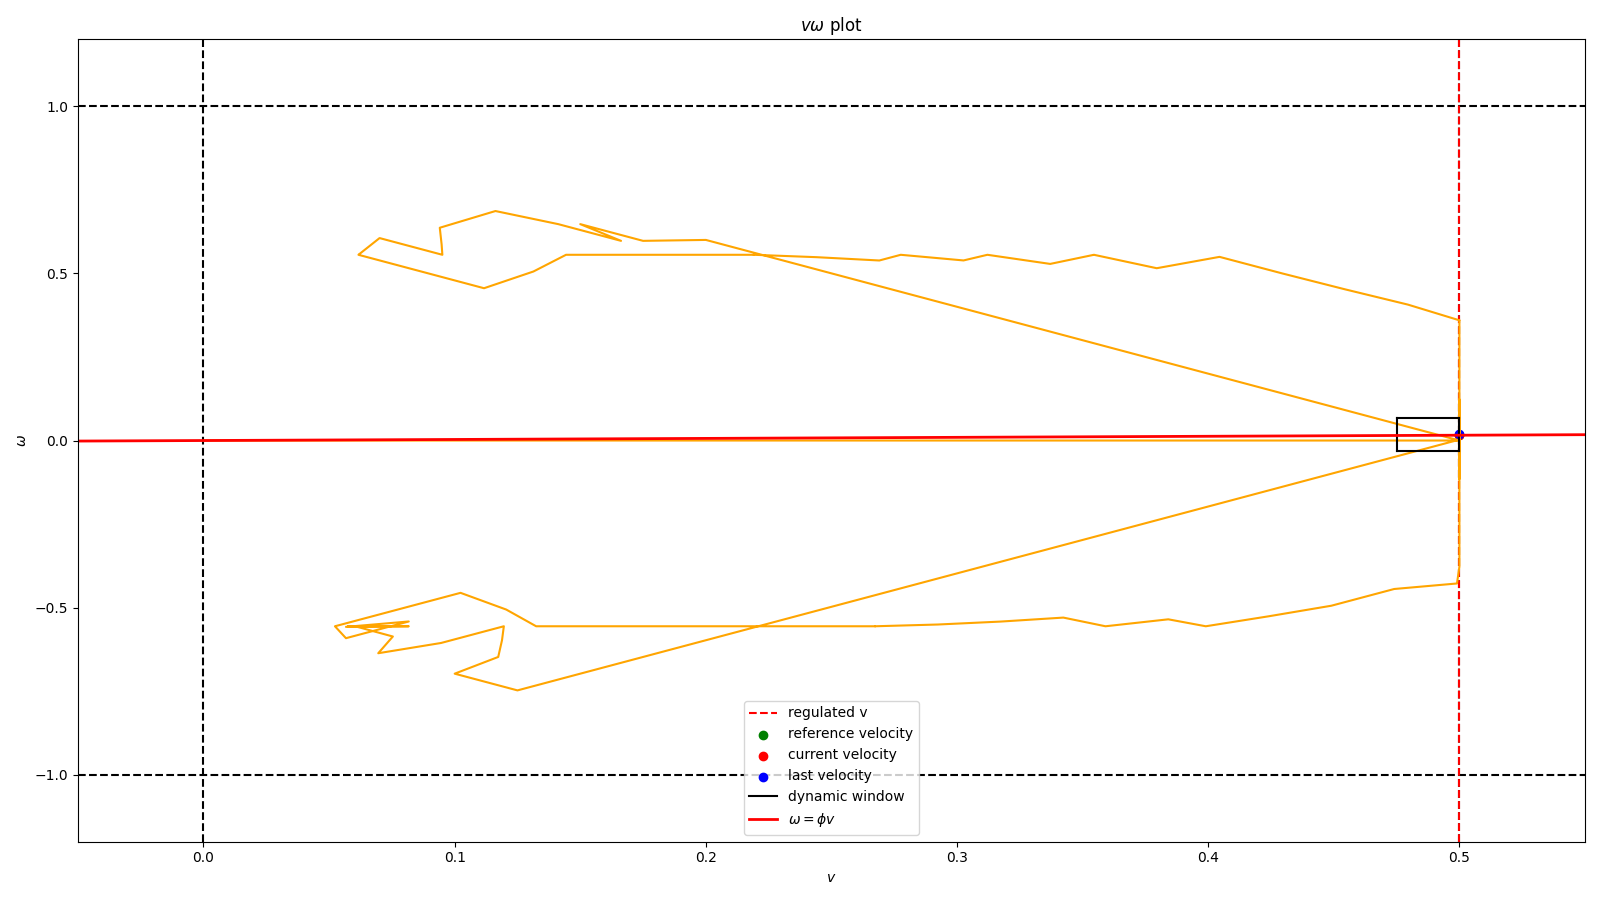 vω plot
1.0
0.5
0.0
−0.5
−1.0
ω
0.0 0.1 0.2 0.3 0.4 0.5
v
regulated v
reference velocity
current velocity
last velocity
dynamic window
ω = ϕv